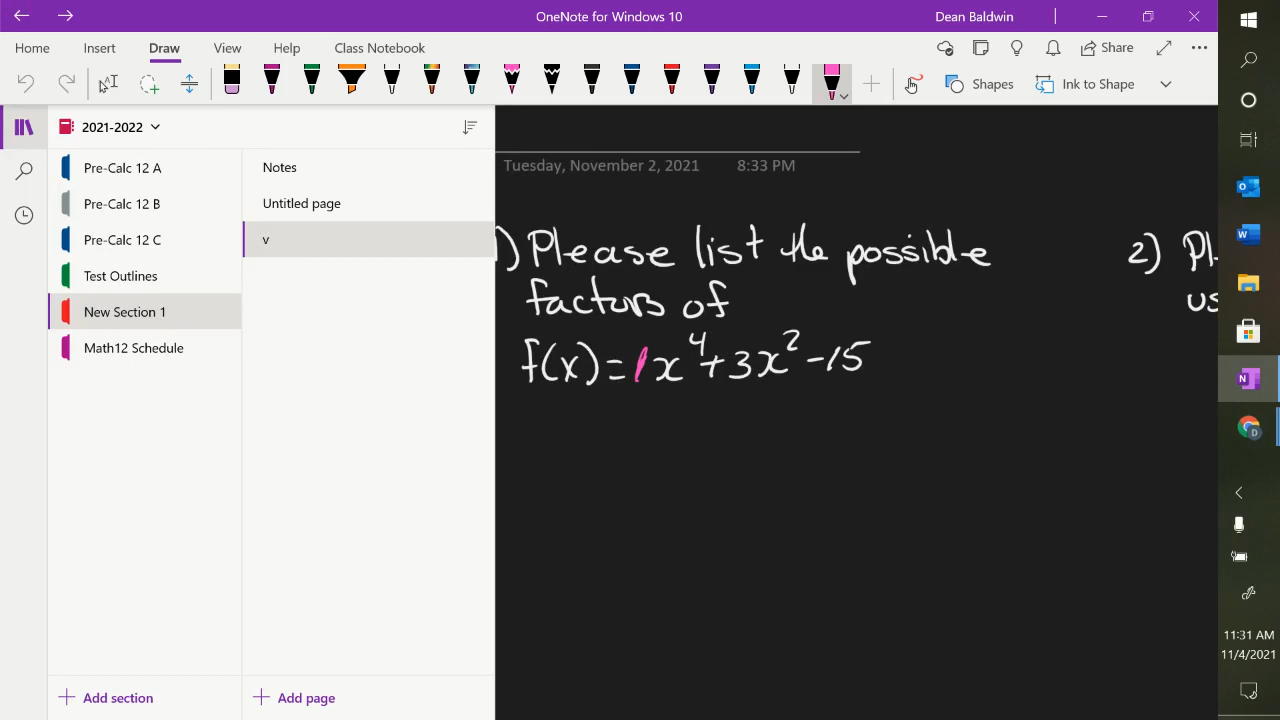 OneNote for Windows 10
Dean Baldwin
Home Insert Draw View Help Class Notebook
Share
Shapes Ink to Shape
2021-2022
Pre-Calc 12 A
Pre-Calc 12 B
Pre-Calc 12 C
Test Outlines
New Section 1
Math12 Schedule
Add section
Notes
Untitled page
v
Add page
Tuesday, November 2, 2021 8:33 PM
1) Please list the possible
factors of
f(x) = 1x⁴ + 3x² - 15
2) Pl
us
11:31 AM
11/4/2021